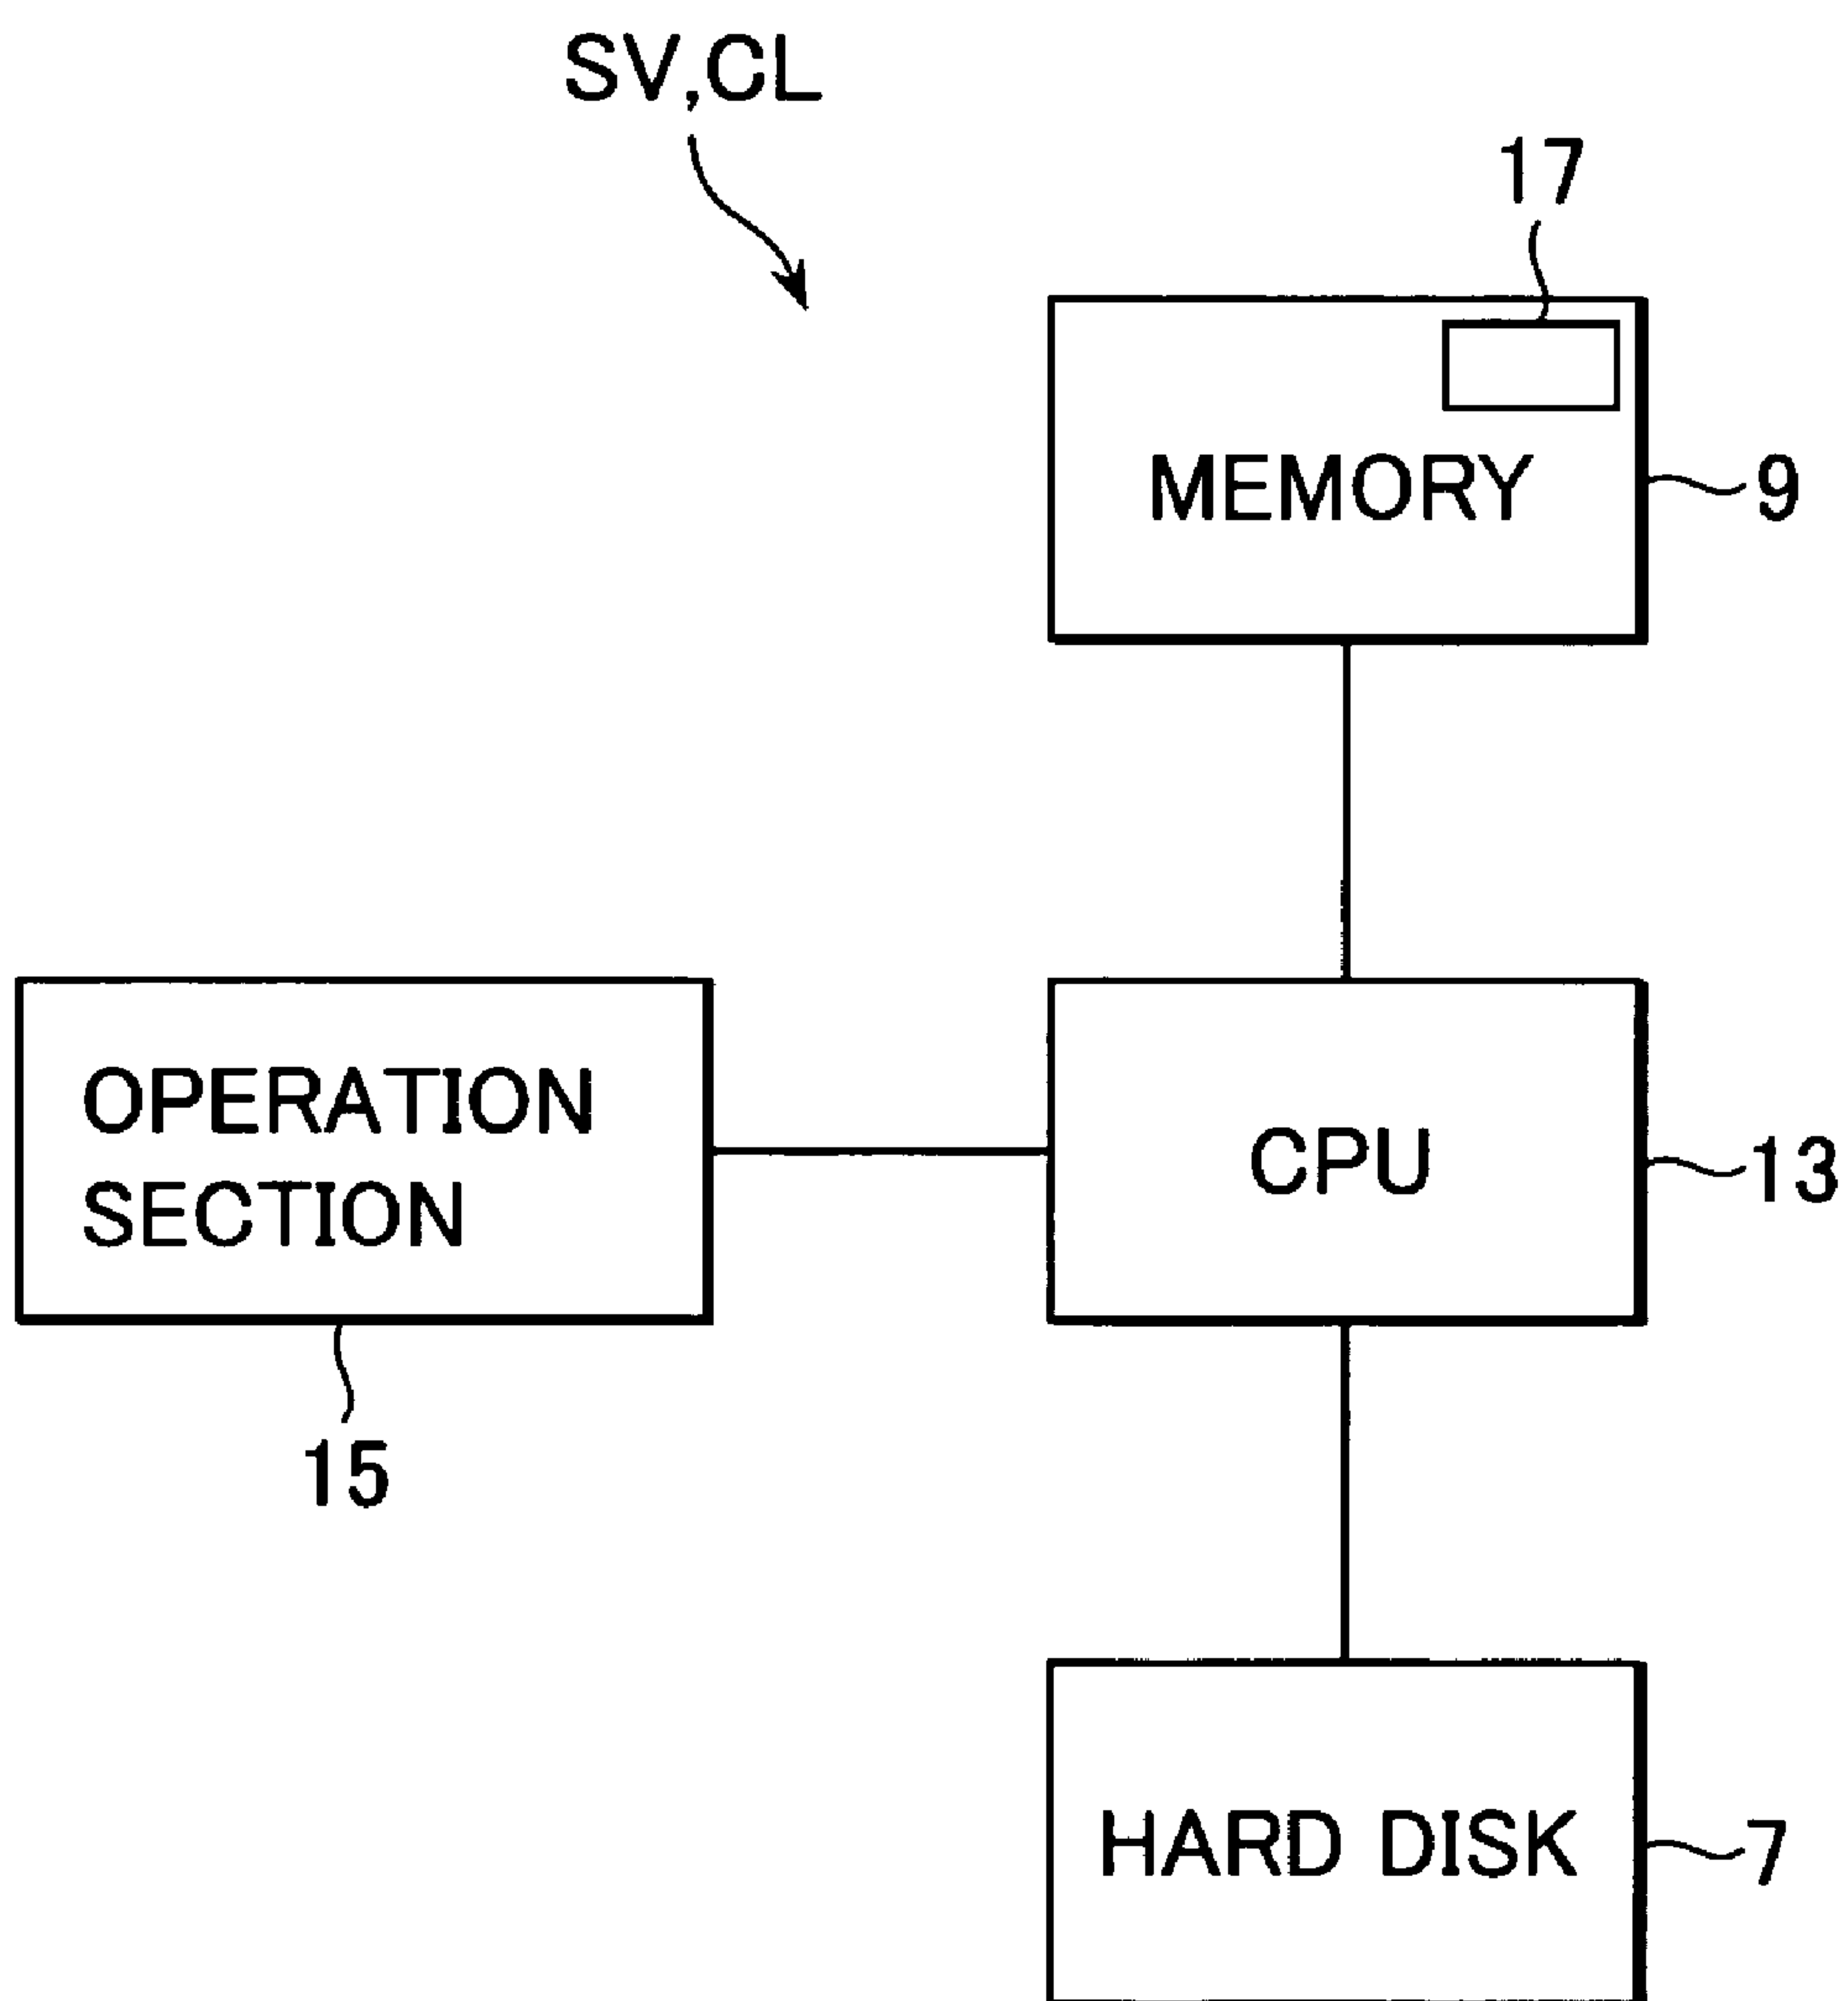 SV,CL
17
MEMORY
9
OPERATION
SECTION
CPU
13
15
HARD DISK
7